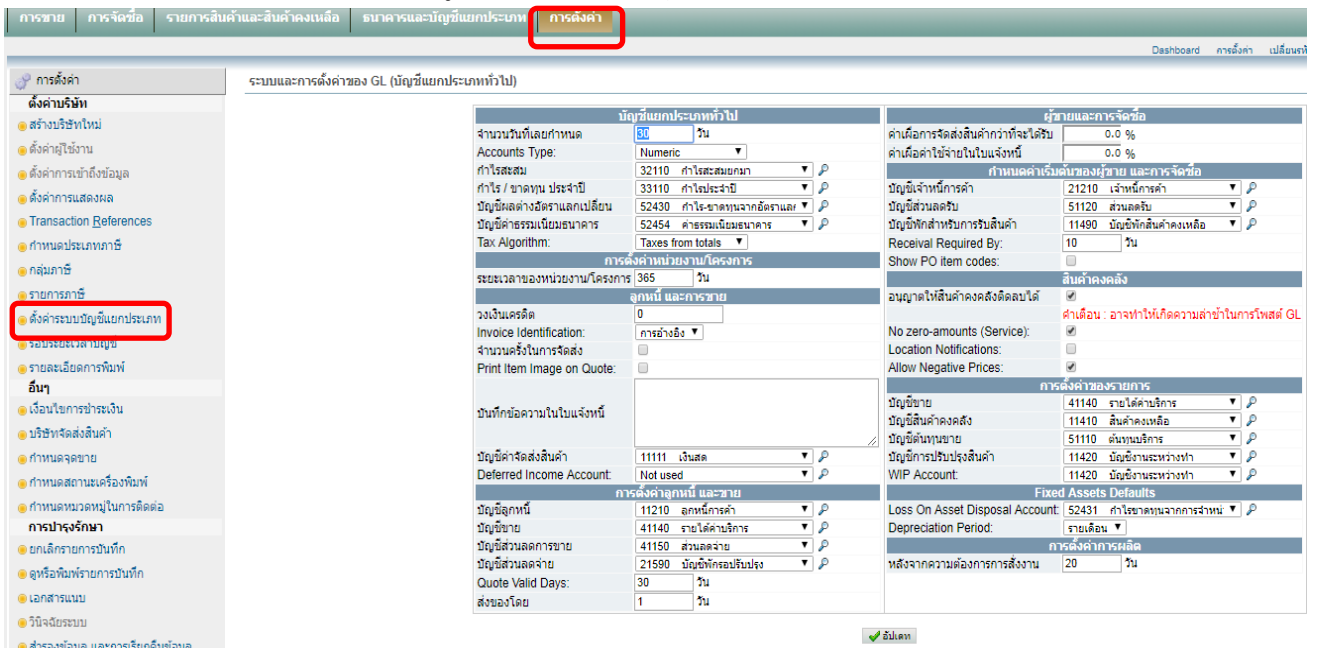 การขาย การจัดซื้อ รายการสินค้าและสินค้าคงเหลือ ธนาคารและบัญชีแยกประเภท การตั้งค่า
Dashboard การตั้งค่า
การตั้งค่า
ตั้งค่าบริษัท
สร้างบริษัทใหม่
ตั้งค่าผู้ใช้งาน
ตั้งค่าการเข้าถึงข้อมูล
ตั้งค่าการแสดงผล
Transaction References
กำหนดประเภทภาษี
กลุ่มภาษี
รายการภาษี
ตั้งค่าระบบบัญชีแยกประเภท
รอบระยะเวลาบัญชี
รายละเอียดการพิมพ์
อื่นๆ
เงื่อนไขการชำระเงิน
บริษัทจัดส่งสินค้า
กำหนดจุดขาย
กำหนดสถานะเครื่องพิมพ์
กำหนดหมวดหมู่ในการติดต่อ
การบำรุงรักษา
ยกเลิกรายการบันทึก
ดูหรือพิมพ์รายการบันทึก
เอกสารแนบ
วินิจฉัยระบบ
สำรองข้อมูล และการเรียกคืนข้อมูล
ระบบและการตั้งค่าของ GL (บัญชีแยกประเภททั่วไป)
บัญชีแยกประเภททั่วไป
จำนวนวันที่เลยกำหนด 30 วัน
Accounts Type: Numeric
กำไรสะสม 32110 กำไรสะสมยกมา
กำไร / ขาดทุน ประจำปี 33110 กำไรประจำปี
บัญชีผลต่างอัตราแลกเปลี่ยน 52430 กำไร-ขาดทุนจากอัตราแล
บัญชีค่าธรรมเนียมธนาคาร 52454 ค่าธรรมเนียมธนาคาร
Tax Algorithm: Taxes from totals
การตั้งค่าหน่วยงาน/โครงการ
ระยะเวลาของหน่วยงาน/โครงการ 365 วัน
ลูกหนี้ และการขาย
วงเงินเครดิต 0
Invoice Identification: การอ้างอิง
จำนวนครั้งในการจัดส่ง
Print Item Image on Quote:
บันทึกข้อความในใบแจ้งหนี้
บัญชีค่าจัดส่งสินค้า 11111 เงินสด
Deferred Income Account: Not used
การตั้งค่าลูกหนี้ และขาย
บัญชีลูกหนี้ 11210 ลูกหนี้การค้า
บัญชีขาย 41140 รายได้ค่าบริการ
บัญชีส่วนลดการขาย 41150 ส่วนลดจ่าย
บัญชีส่วนลดจ่าย 21590 บัญชีพักรอปรับปรุง
Quote Valid Days: 30 วัน
ส่งของโดย 1 วัน
ผู้ขายและการจัดซื้อ
ค่าเผื่อการจัดส่งสินค้ากว่าที่จะได้รับ 0.0 %
ค่าเผื่อค่าใช้จ่ายในใบแจ้งหนี้ 0.0 %
กำหนดค่าเริ่มต้นของผู้ขาย และการจัดซื้อ
บัญชีเจ้าหนี้การค้า 21210 เจ้าหนี้การค้า
บัญชีส่วนลดรับ 51120 ส่วนลดรับ
บัญชีพักสำหรับการรับสินค้า 11490 บัญชีพักสินค้าคงเหลือ
Receival Required By: 10 วัน
Show PO item codes:
สินค้าคงคลัง
อนุญาตให้สินค้าคงคลังติดลบได้
คำเตือน : อาจทำให้เกิดความล่าช้าในการโพสต์ GL
No zero-amounts (Service):
Location Notifications:
Allow Negative Prices:
การตั้งค่าของรายการ
บัญชีขาย 41140 รายได้ค่าบริการ
บัญชีสินค้าคงคลัง 11410 สินค้าคงเหลือ
บัญชีต้นทุนขาย 51110 ต้นทุนบริการ
บัญชีการปรับปรุงสินค้า 11420 บัญชีงานระหว่างทำ
WIP Account: 11420 บัญชีงานระหว่างทำ
Fixed Assets Defaults
Loss On Asset Disposal Account: 52431 กำไรขาดทุนจากการจำหน่
Depreciation Period: รายเดือน
การตั้งค่าการผลิต
หลังจากความต้องการการสั่งงาน 20 วัน
อัปเดท